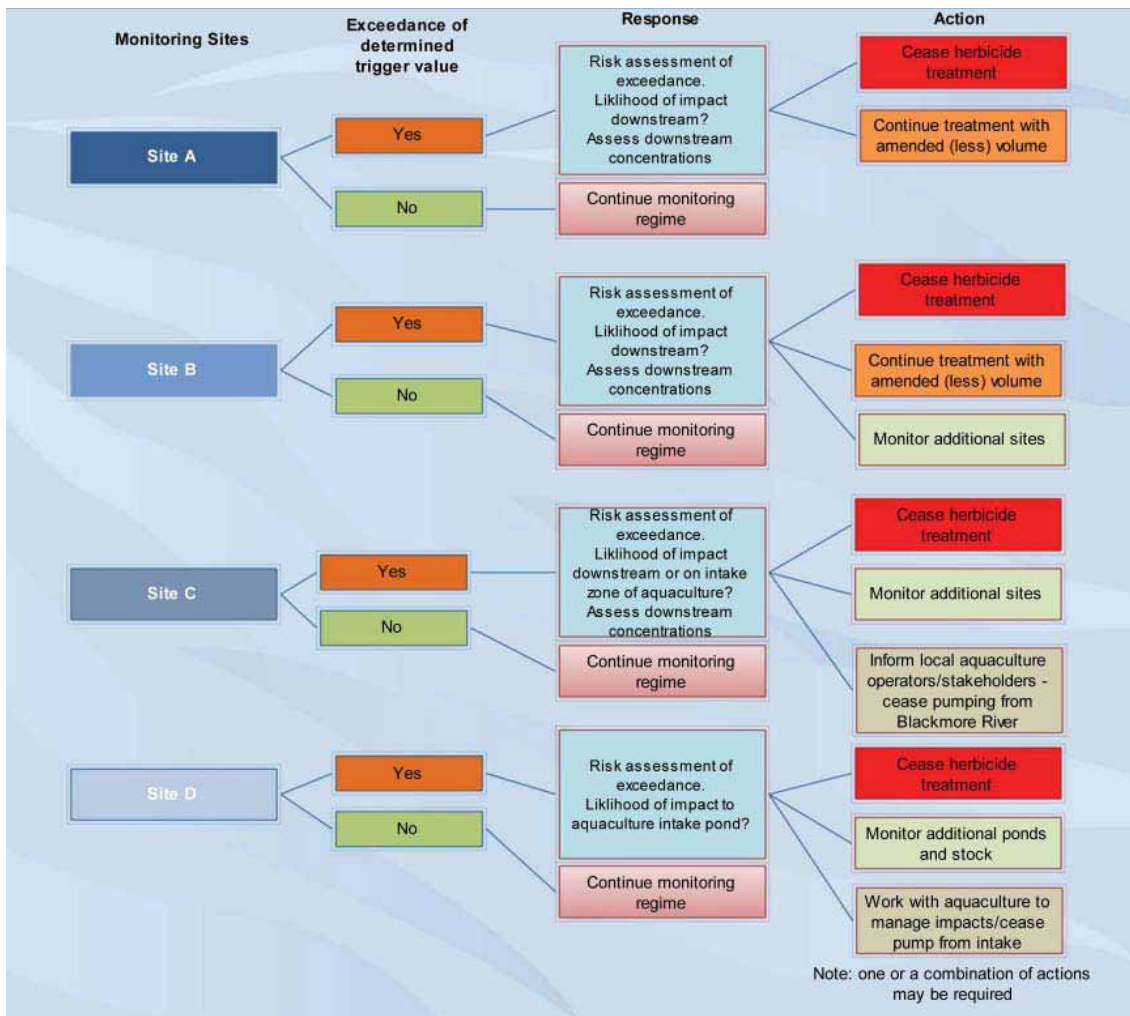 Monitoring Sites
Exceedance of
determined
trigger value
Response
Action
Site A
Yes
No
Risk assessment of
exceedance.
Liklihood of impact
downstream?
Assess downstream
concentrations
Continue monitoring
regime
Cease herbicide
treatment
Continue treatment with
amended (less) volume
Site B
Yes
No
Risk assessment of
exceedance.
Liklihood of impact
downstream?
Assess downstream
concentrations
Continue monitoring
regime
Cease herbicide
treatment
Continue treatment with
amended (less) volume
Monitor additional sites
Site C
Yes
No
Risk assessment of
exceedance.
Liklihood of impact
downstream or on intake
zone of aquaculture?
Assess downstream
concentrations
Continue monitoring
regime
Cease herbicide
treatment
Monitor additional sites
Inform local aquaculture
operators/stakeholders -
cease pumping from
Blackmore River
Site D
Yes
No
Risk assessment of
exceedance.
Liklihood of impact to
aquaculture intake pond?
Continue monitoring
regime
Cease herbicide
treatment
Monitor additional ponds
and stock
Work with aquaculture to
manage impacts/cease
pump from intake
Note: one or a combination of actions
may be required